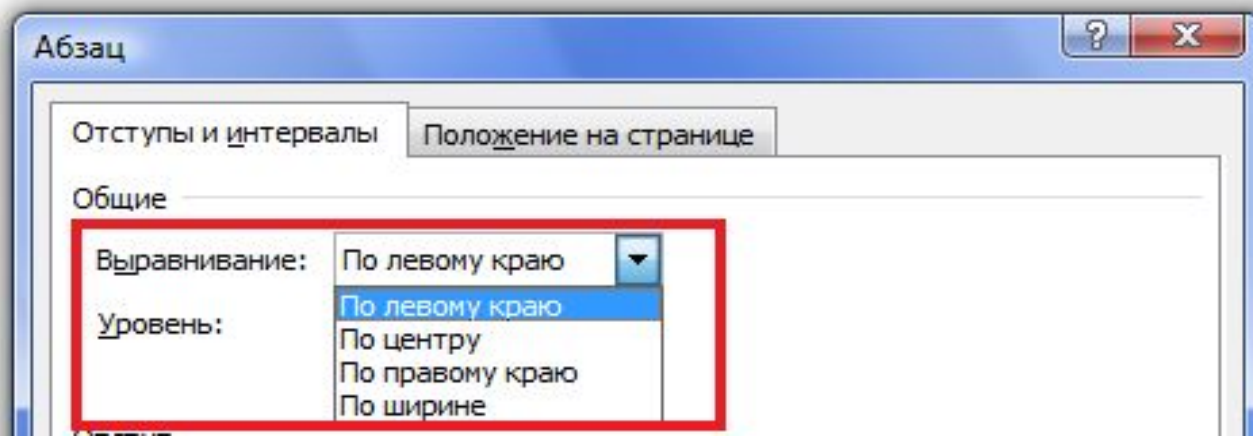 Абзац
Отступы и интервалы
Положение на странице
Общие
Выравнивание: По левому краю
По левому краю
Уровень:
По центру
По правому краю
По ширине